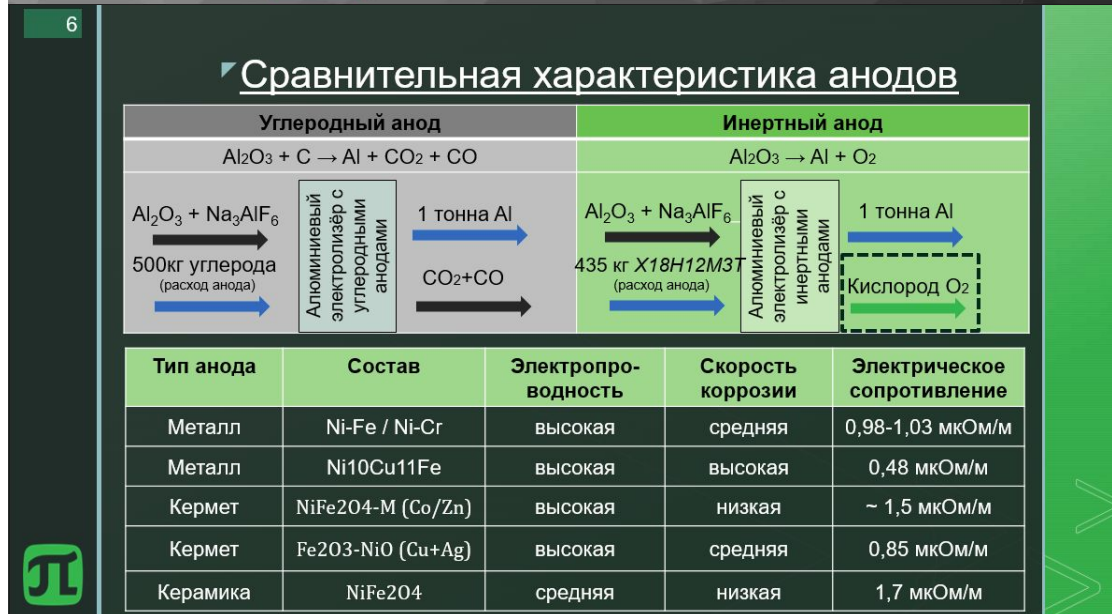 6
Сравнительная характеристика анодов
Углеродный анод
Инертный анод
Al2O3 + C → Al + CO2 + CO
Al2O3 → Al + O2
Al₂O₃ + Na₃AlF₆
500кг углерода
(расход анода)
Алюминиевый
электролизёр с
углеродными
анодами
1 тонна Al
CO2+CO
Al₂O₃ + Na₃AlF₆
435 кг Х18Н12М3Т
(расход анода)
Алюминиевый
электролизёр с
инертными
анодами
1 тонна Al
Кислород O2
Тип анода
Состав
Электропро-
водность
Скорость
коррозии
Электрическое
сопротивление
Металл
Ni-Fe / Ni-Cr
высокая
средняя
0,98-1,03 мкОм/м
Металл
Ni10Cu11Fe
высокая
высокая
0,48 мкОм/м
Кермет
NiFe2O4-M (Co/Zn)
высокая
низкая
~ 1,5 мкОм/м
Кермет
Fe2O3-NiO (Cu+Ag)
высокая
средняя
0,85 мкОм/м
Керамика
NiFe2O4
средняя
низкая
1,7 мкОм/м